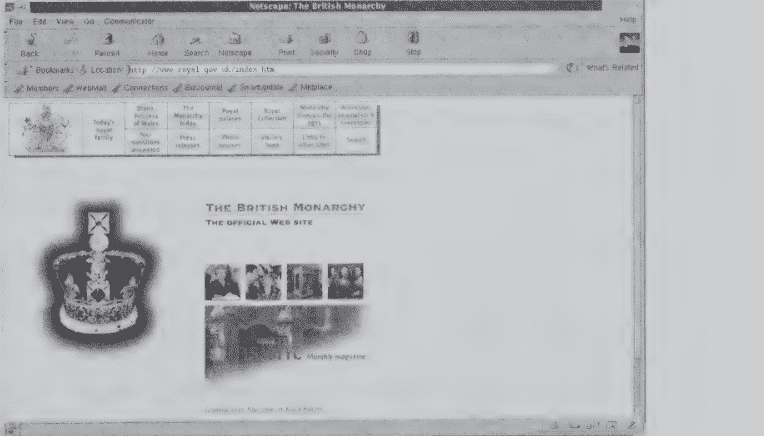 Netscape: The British Monarchy
File Edit View Go Communicator Help
Back Reload Home Search Netscape Print Security Shop Stop
Bookmarks Location: http://www.royal.gov.uk/index.htm What's Related
Members WebMail Connections BizJournal SmartUpdate Mktplace
Today's Royal Family
Diana, Princess of Wales
The Monarchy today
Royal palaces
Royal Collection
Your questions answered
Press releases
Visitors' book
Links to other sites
Search
THE BRITISH MONARCHY
THE OFFICIAL WEB SITE
Monthly magazine